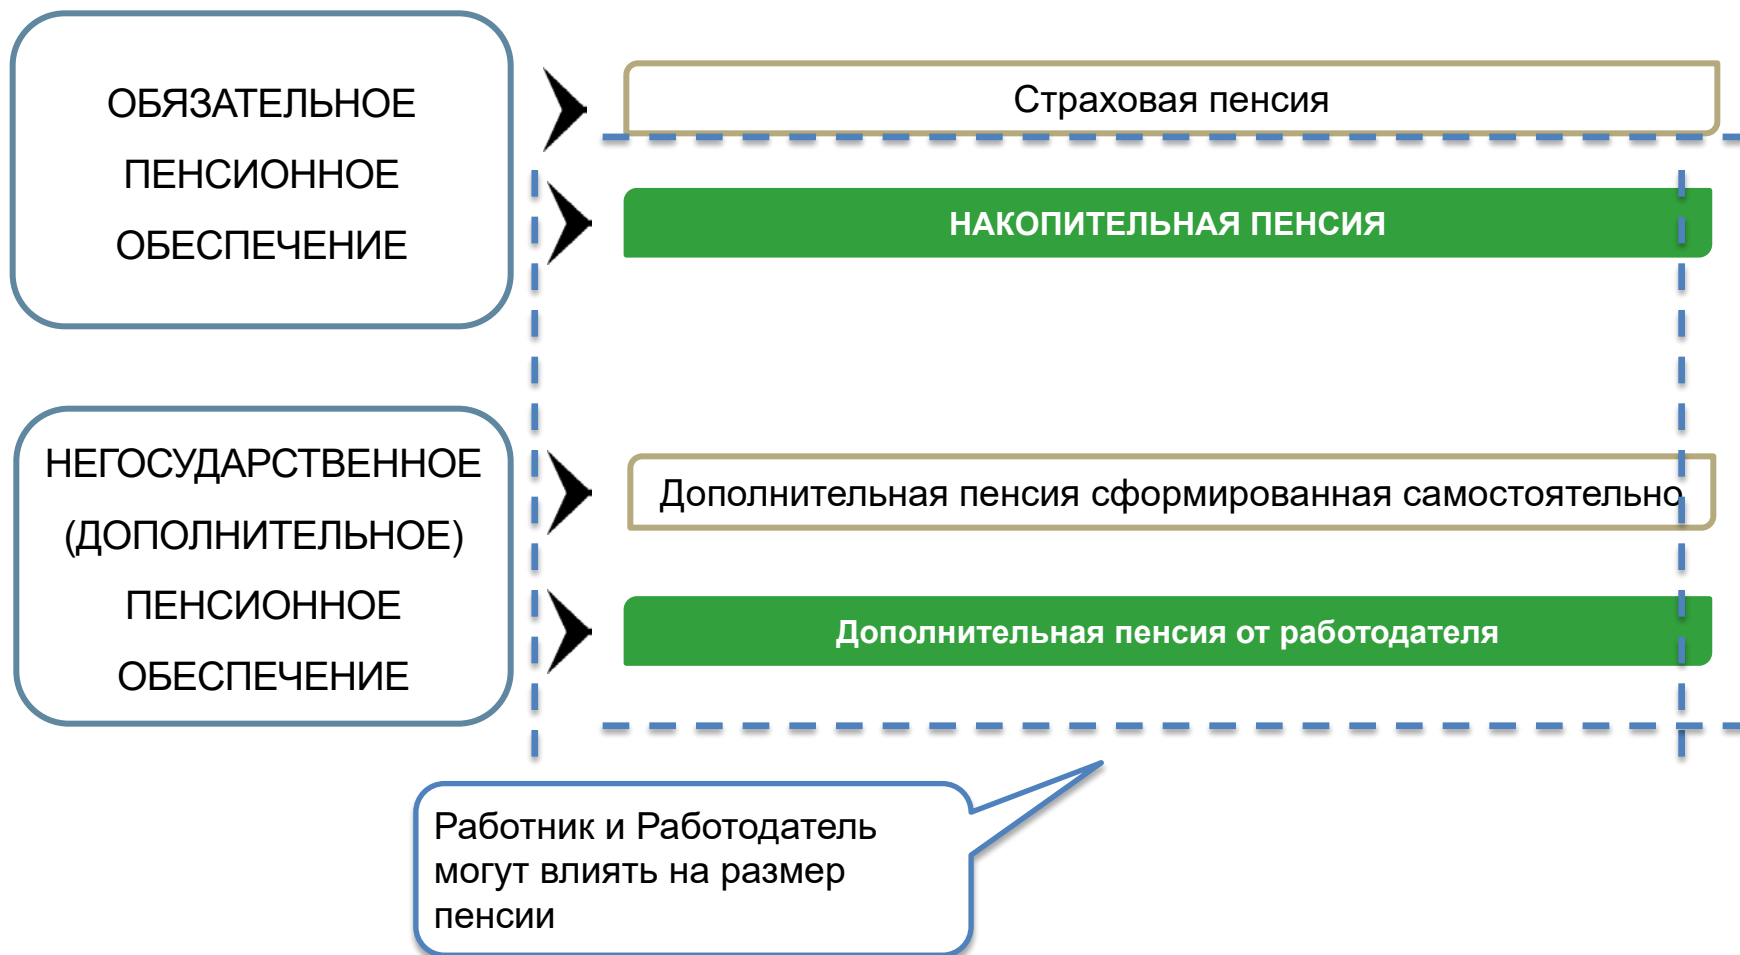 ОБЯЗАТЕЛЬНОЕ
ПЕНСИОННОЕ
ОБЕСПЕЧЕНИЕ
Страховая пенсия
НАКОПИТЕЛЬНАЯ ПЕНСИЯ
НЕГОСУДАРСТВЕННОЕ
(ДОПОЛНИТЕЛЬНОЕ)
ПЕНСИОННОЕ
ОБЕСПЕЧЕНИЕ
Дополнительная пенсия сформированная самостоятельно
Дополнительная пенсия от работодателя
Работник и Работодатель
могут влиять на размер
пенсии